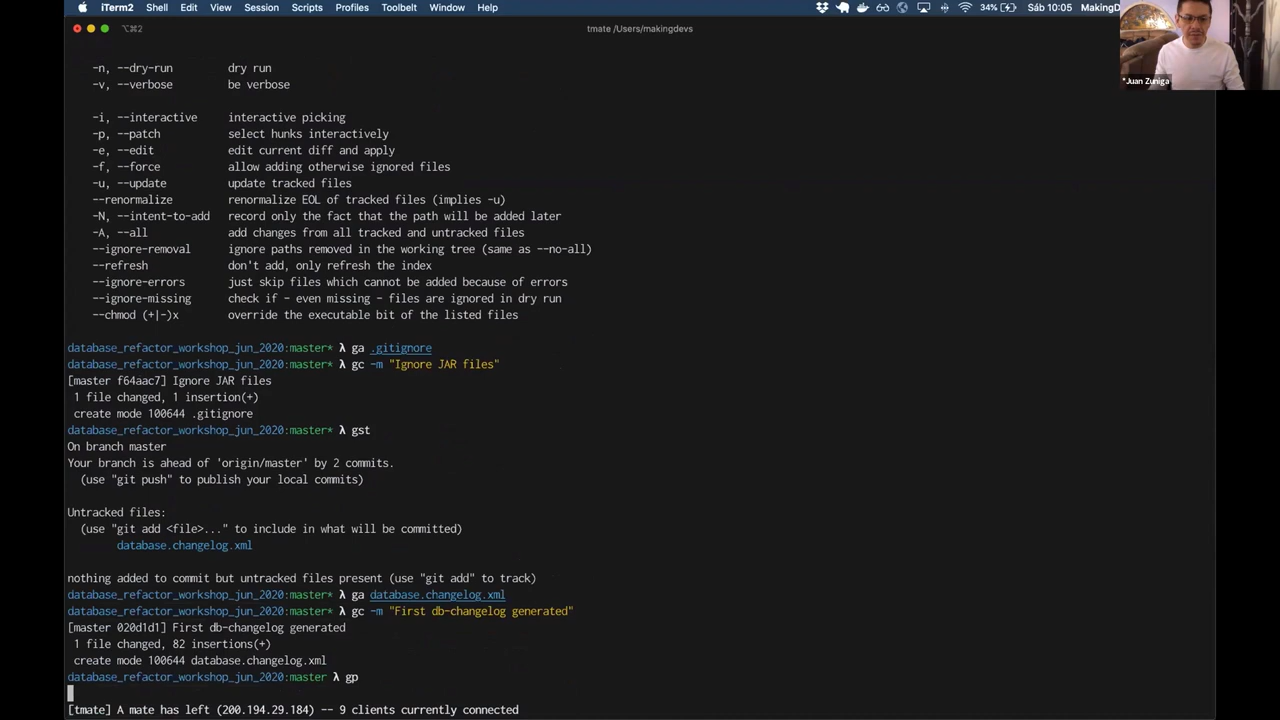 iTerm2 Shell Edit View Session Scripts Profiles Toolbelt Window Help 34% Sáb 10:05 MakingD
⌥⌘2 tmate /Users/makingdevs
*Juan Zuniga
-n, --dry-run dry run
-v, --verbose be verbose
-i, --interactive interactive picking
-p, --patch select hunks interactively
-e, --edit edit current diff and apply
-f, --force allow adding otherwise ignored files
-u, --update update tracked files
--renormalize renormalize EOL of tracked files (implies -u)
-N, --intent-to-add record only the fact that the path will be added later
-A, --all add changes from all tracked and untracked files
--ignore-removal ignore paths removed in the working tree (same as --no-all)
--refresh don't add, only refresh the index
--ignore-errors just skip files which cannot be added because of errors
--ignore-missing check if - even missing - files are ignored in dry run
--chmod (+|-)x override the executable bit of the listed files
database_refactor_workshop_jun_2020:master* λ ga .gitignore
database_refactor_workshop_jun_2020:master* λ gc -m "Ignore JAR files"
[master f64aac7] Ignore JAR files
1 file changed, 1 insertion(+)
create mode 100644 .gitignore
database_refactor_workshop_jun_2020:master* λ gst
On branch master
Your branch is ahead of 'origin/master' by 2 commits.
(use "git push" to publish your local commits)
Untracked files:
(use "git add <file>..." to include in what will be committed)
database.changelog.xml
nothing added to commit but untracked files present (use "git add" to track)
database_refactor_workshop_jun_2020:master* λ ga database.changelog.xml
database_refactor_workshop_jun_2020:master* λ gc -m "First db-changelog generated"
[master 020d1d1] First db-changelog generated
1 file changed, 82 insertions(+)
create mode 100644 database.changelog.xml
database_refactor_workshop_jun_2020:master λ gp
[tmate] A mate has left (200.194.29.184) -- 9 clients currently connected